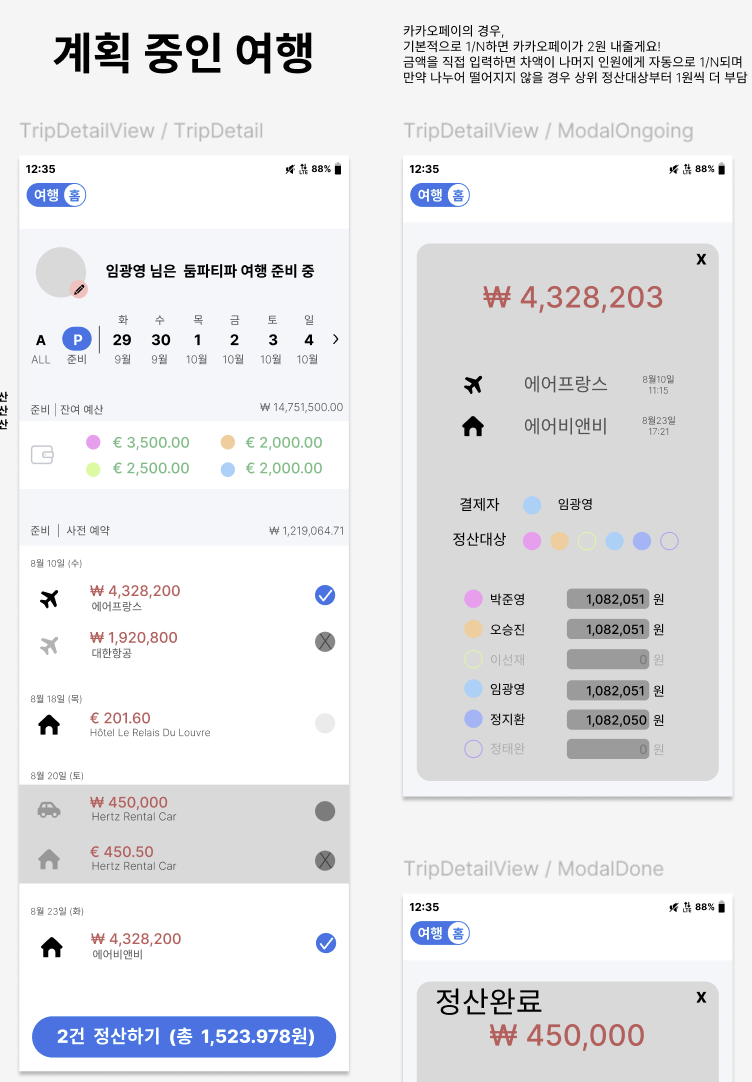 계획 중인 여행
카카오페이의 경우,
기본적으로 1/N하면 카카오페이가 2원 내줄게요!
금액을 직접 입력하면 차액이 나머지 인원에게 자동으로 1/N되며
만약 나누어 떨어지지 않을 경우 상위 정산대상부터 1원씩 더 부담
TripDetailView / TripDetail
12:35
LTE 88%
여행 홈
임광영 님은 둠파티파 여행 준비 중
화 수 목 금 토 일
A P 29 30 1 2 3 4 >
ALL 준비 9월 9월 10월 10월 10월 10월
산
산
산
준비 | 잔여 예산 ₩ 14,751,500.00
€ 3,500.00 € 2,000.00
€ 2,500.00 € 2,000.00
준비 | 사전 예약 ₩ 1,219,064.71
8월 10일 (수)
₩ 4,328,200
에어프랑스
₩ 1,920,800
대한항공
X
8월 18일 (목)
€ 201.60
Hôtel Le Relais Du Louvre
8월 20일 (토)
₩ 450,000
Hertz Rental Car
€ 450.50
Hertz Rental Car
X
8월 23일 (화)
₩ 4,328,200
에어비앤비
2건 정산하기 (총 1,523.978원)
TripDetailView / ModalOngoing
12:35
LTE 88%
여행 홈
X
₩ 4,328,203
에어프랑스 8월10일
11:15
에어비앤비 8월23일
17:21
결제자 임광영
정산대상
박준영 1,082,051 원
오승진 1,082,051 원
이선재 0 원
임광영 1,082,051 원
정지환 1,082,050 원
정태완 0 원
TripDetailView / ModalDone
12:35
LTE 88%
여행 홈
정산완료 X
₩ 450,000